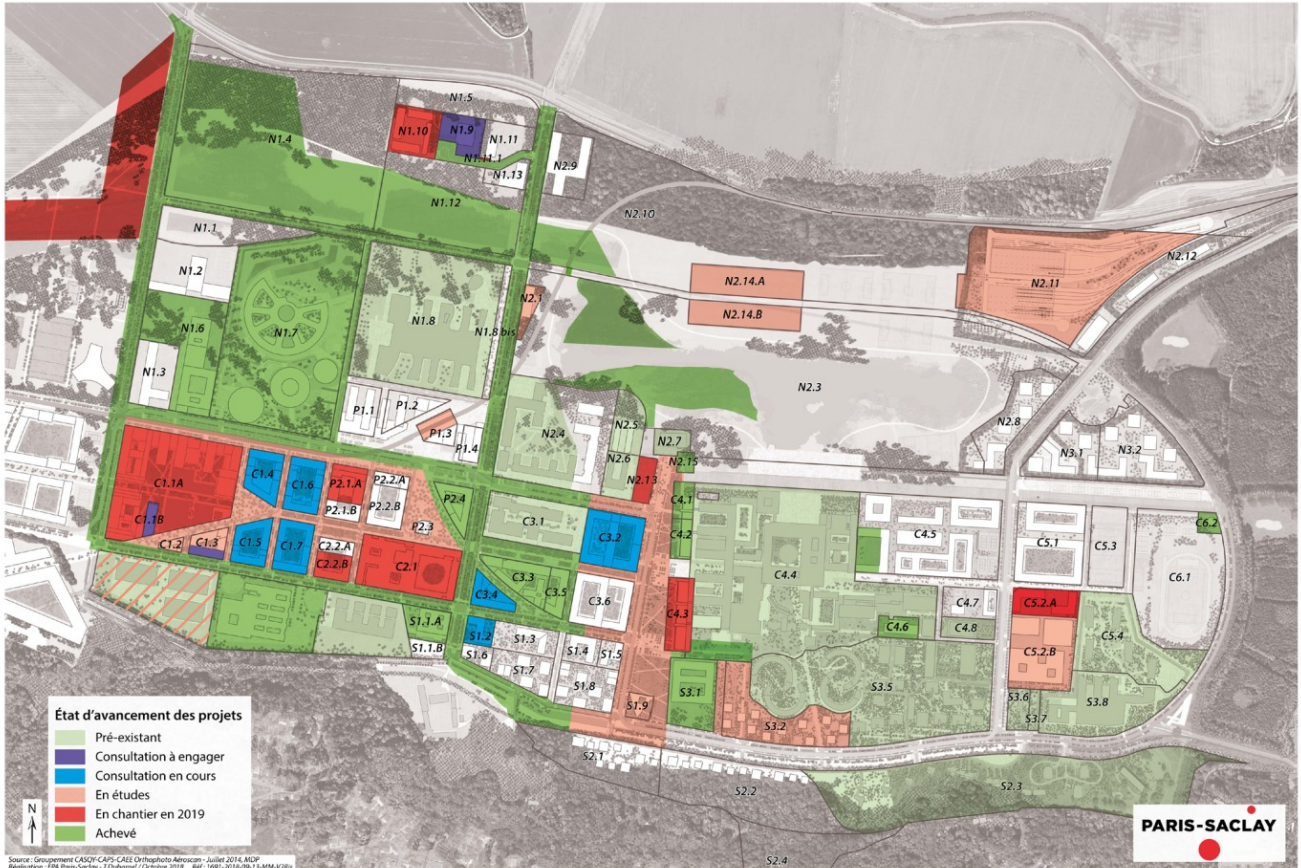 N1.5
N1.10
N1.9
N1.11
N1.11.1
N1.13
N2.9
N1.4
N1.12
N2.10
N1.1
N1.2
N2.12
N2.11
N2.14.A
N2.14.B
N2.1
N1.6
N1.7
N1.8
N1.8 bis
N1.3
N2.3
P1.1
P1.2
P1.3
P1.4
N2.4
N2.5
N2.6
N2.7
N2.8
N3.1
N3.2
N2.15
N2.13
C1.1A
C1.4
C1.6
P2.1.A
P2.2.A
P2.1.B
P2.2.B
P2.4
P2.3
C4.1
C4.2
C1.1B
C1.2
C1.3
C1.5
C1.7
C2.2.A
C2.2.B
C2.1
C3.1
C3.2
C3.3
C3.4
C3.5
C3.6
C4.3
C4.4
C4.5
C5.1
C5.3
C6.2
C6.1
C4.6
C4.7
C4.8
C5.2.A
C5.2.B
C5.4
S1.1.A
S1.1.B
S1.2
S1.3
S1.4
S1.5
S1.6
S1.7
S1.8
S1.9
S3.1
S3.2
S3.5
S3.6
S3.7
S3.8
S2.1
S2.2
S2.3
S2.4
État d'avancement des projets
Pré-existant
Consultation à engager
Consultation en cours
En études
En chantier en 2019
Achevé
N
PARIS-SACLAY
Source : Groupement CASQY-CAPS-CAEE Orthophoto Aéroscan - Juillet 2014, MDP
Réalisation : EPA Paris-Saclay - T.Duhamel / Octobre 2018